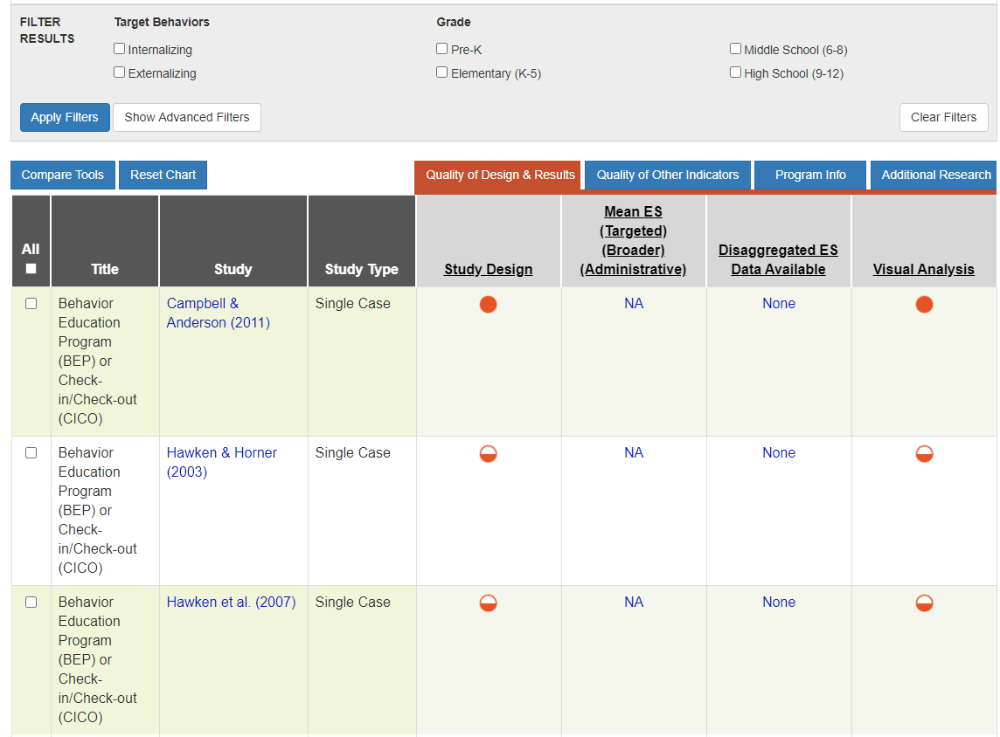 FILTER RESULTS
Target Behaviors
Internalizing
Externalizing
Grade
Pre-K
Elementary (K-5)
Middle School (6-8)
High School (9-12)
Apply Filters
Show Advanced Filters
Clear Filters
Compare Tools
Reset Chart
Quality of Design & Results
Quality of Other Indicators
Program Info
Additional Research
All
Title
Study
Study Type
Study Design
Mean ES
(Targeted)
(Broader)
(Administrative)
Disaggregated ES
Data Available
Visual Analysis
Behavior
Education
Program
(BEP) or
Check-
in/Check-out
(CICO)
Campbell &
Anderson (2011)
Single Case
NA
None
Behavior
Education
Program
(BEP) or
Check-
in/Check-out
(CICO)
Hawken & Horner
(2003)
Single Case
NA
None
Behavior
Education
Program
(BEP) or
Check-
in/Check-out
(CICO)
Hawken et al. (2007)
Single Case
NA
None